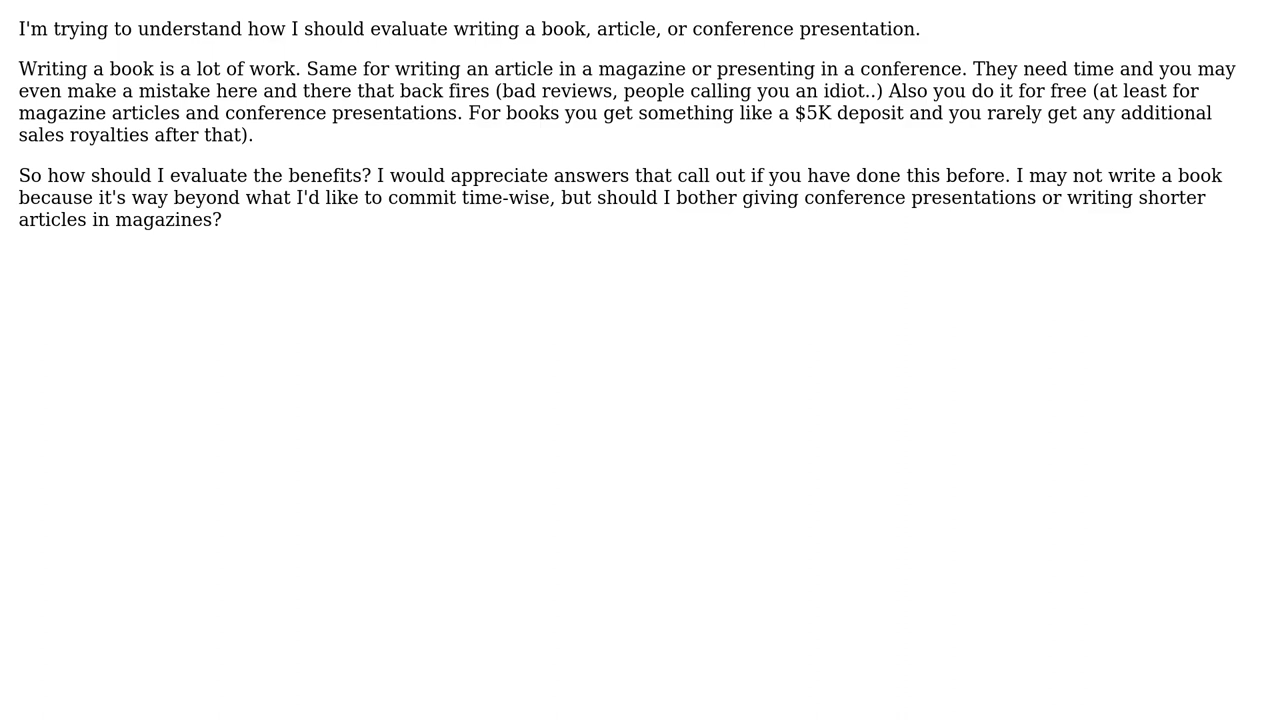 I'm trying to understand how I should evaluate writing a book, article, or conference presentation.
Writing a book is a lot of work. Same for writing an article in a magazine or presenting in a conference. They need time and you may
even make a mistake here and there that back fires (bad reviews, people calling you an idiot..) Also you do it for free (at least for
magazine articles and conference presentations. For books you get something like a $5K deposit and you rarely get any additional
sales royalties after that).
So how should I evaluate the benefits? I would appreciate answers that call out if you have done this before. I may not write a book
because it's way beyond what I'd like to commit time-wise, but should I bother giving conference presentations or writing shorter
articles in magazines?